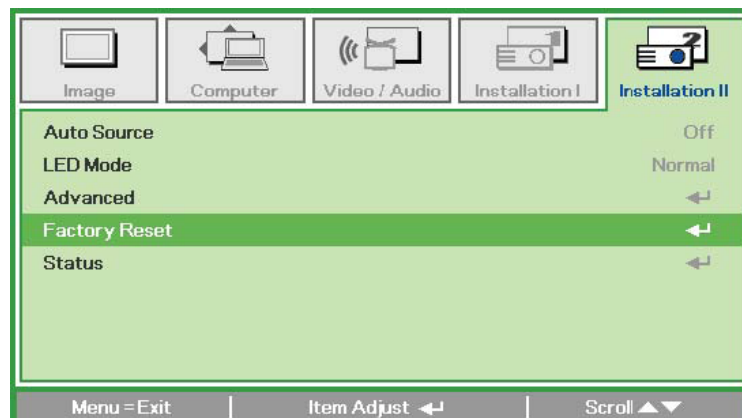 Image
Computer
Video / Audio
Installation I
Installation II
Auto Source Off
LED Mode Normal
Advanced
Factory Reset
Status
Menu = Exit Item Adjust Scroll